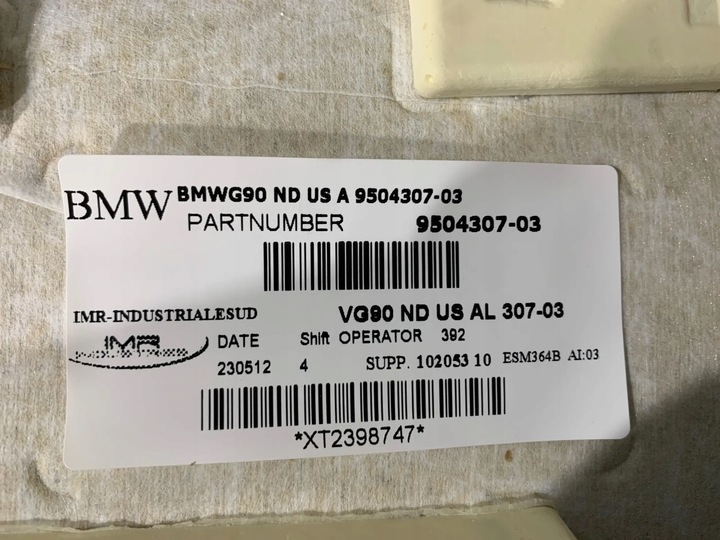 BMW BMWG90 ND US A 9504307-03
PARTNUMBER 9504307-03
IMR-INDUSTRIALESUD VG90 ND US AL 307-03
IMR DATE Shift OPERATOR 392
230512 4 SUPP. 102053 10 ESM364B AI:03
*XT2398747*